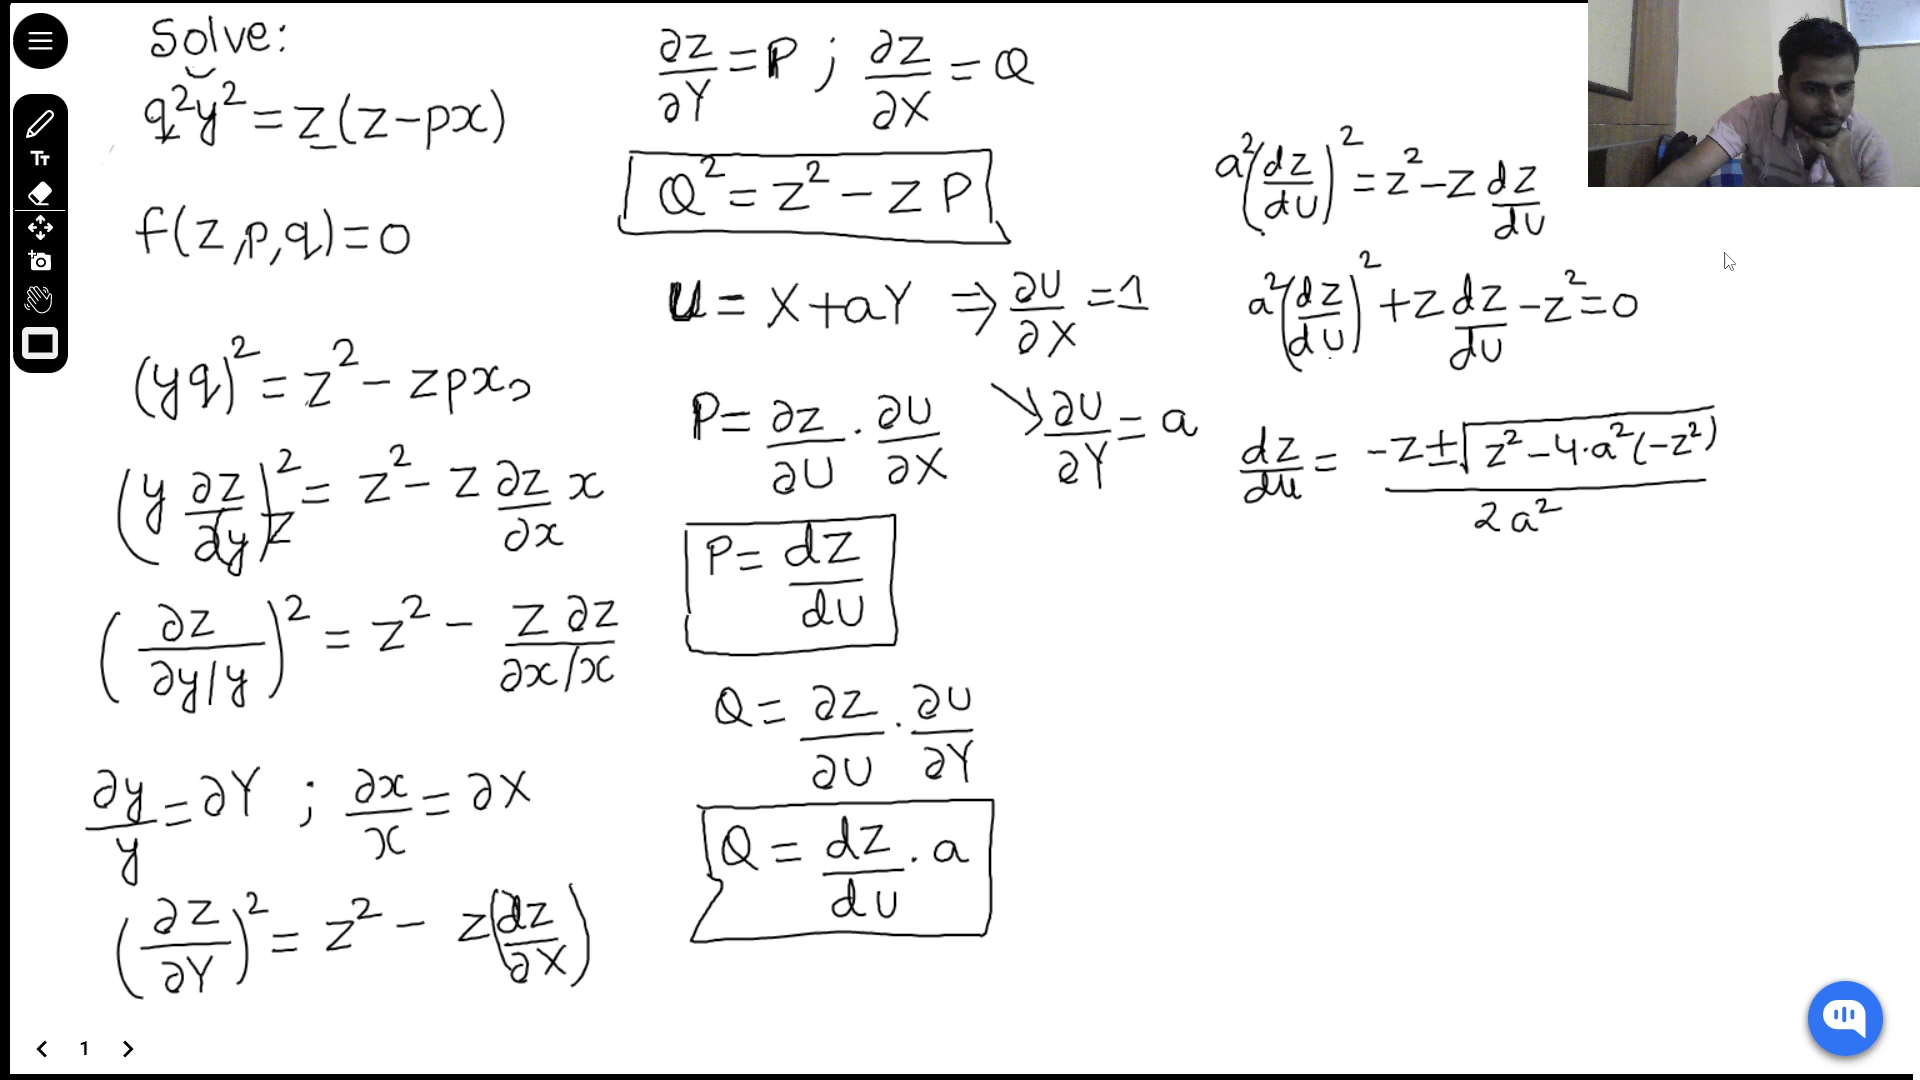 Solve:
q²y² = z(z-px)
f(z,p,q)=0
(yq)² = z² - zpx,
(y ∂z/∂y)² = z² - z ∂z/∂x x
z
(∂z/∂y/y)² = z² - z ∂z/∂x/x
∂y/y = ∂Y ; ∂x/x = ∂X
(∂z/∂Y)² = z² - z(dz/∂X)
∂z/∂Y = P ; ∂z/∂X = Q
Q² = z² - z P
U = X+aY ⇒ ∂U/∂X = 1
↘ ∂U/∂Y = a
P = ∂z/∂U . ∂U/∂X
P = dz/dU
Q = ∂z/∂U . ∂U/∂Y
Q = dz/du . a
a²(dz/dU)² = z² - z dz/dU
a²(dz/dU)² + z dz/dU - z² = 0
dz/du = -z ± √z² - 4·a²(-z²) / 2a²
Tт
1